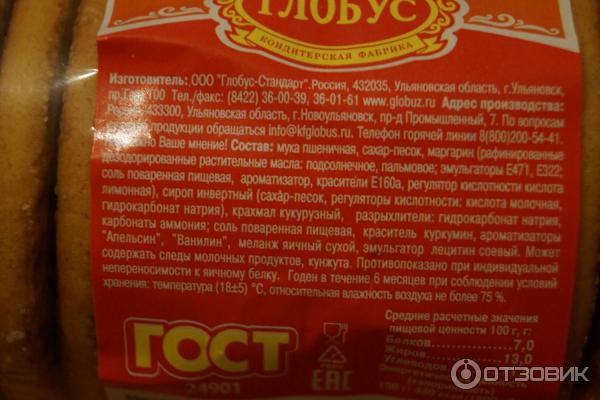 ГЛОБУС
КОНДИТЕРСКАЯ ФАБРИКА
Изготовитель: ООО "Глобус-Стандарт". Россия, 432035, Ульяновская область, г.Ульяновск,
100 Тел./факс: (8422) 36-00-39, 36-01-61 www.globuz.ru Адрес производства:
433300, Ульяновская область, г.Новоульяновск, пр-д Промышленный, 7. По вопросам
продукции обращаться info@kfglobus.ru. Телефон горячей линии 8(800)200-54-41.
Ваше мнение! Состав: мука пшеничная, сахар-песок, маргарин (рафинированные
дезодорированные растительные масла: подсолнечное, пальмовое; эмульгаторы Е471, Е322;
соль поваренная пищевая, ароматизатор, красители Е160а, регулятор кислотности кислота
лимонная), сироп инвертный (сахар-песок, регуляторы кислотности: кислота молочная,
гидрокарбонат натрия), крахмал кукурузный, разрыхлители: гидрокарбонат натрия,
карбонаты аммония; соль поваренная пищевая, краситель куркумин, ароматизаторы
"Апельсин", "Ванилин", меланж яичный сухой, эмульгатор лецитин соевый. Может
содержать следы молочных продуктов, кунжута. Противопоказано при индивидуальной
непереносимости к яичному белку. Годен в течение 6 месяцев при соблюдении условий
хранения: температура (18±5) °С, относительная влажность воздуха не более 75 %.
Средние расчетные значения
пищевой ценности 100 г, г:
Белков 7,0
Жиров 13,0
Углеводов
Энергетическая ценность
ГОСТ
24901
ЕАС
ОТЗОВИК